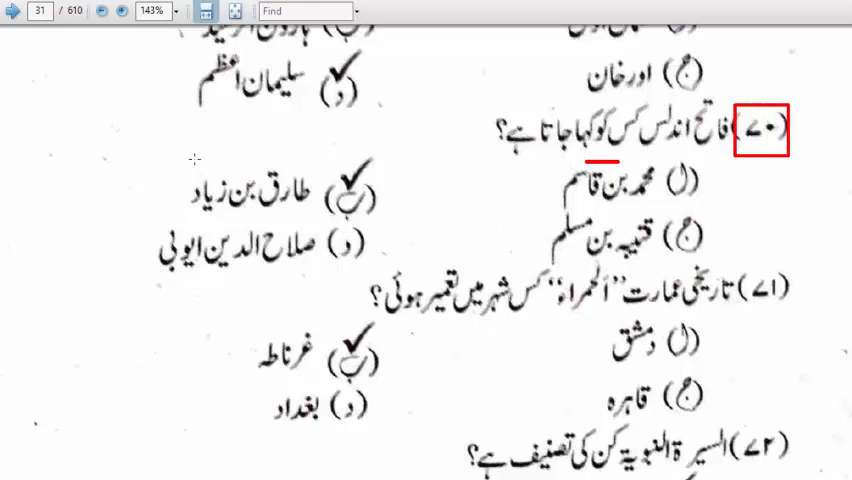 31 / 610 143% Find
(ج) اورخان (د) سلیمان اعظم
(۷۰) فاتح اندلس کس کو کہا جاتا ہے؟
(ا) محمد بن قاسم (ب) طارق بن زیاد
(ج) قتیبہ بن مسلم (د) صلاح الدین ایوبی
(۷۱) تاریخی عمارت ”الحمراء“ کس شہر میں تعمیر ہوئی؟
(ا) دمشق (ب) غرناطہ
(ج) قاہرہ (د) بغداد
(۷۲) السیرۃ النبویۃ کن کی تصنیف ہے؟